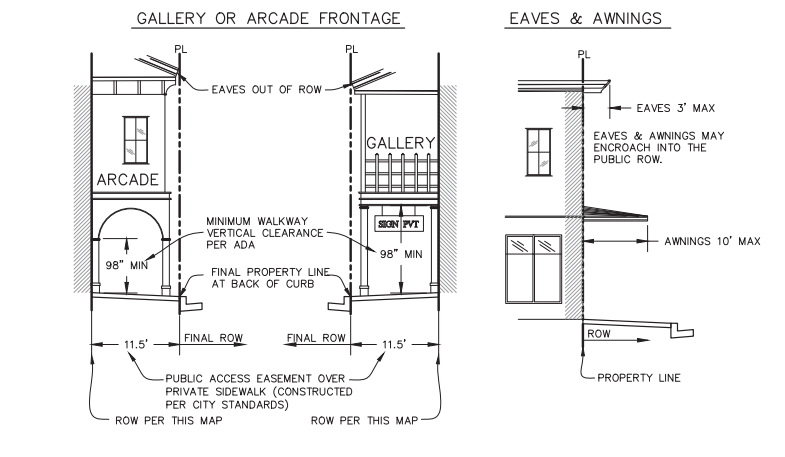 GALLERY OR ARCADE FRONTAGE
EAVES & AWNINGS
PL
PL
PL
EAVES OUT OF ROW
EAVES 3' MAX
GALLERY
EAVES & AWNINGS MAY
ENCROACH INTO THE
PUBLIC ROW.
ARCADE
MINIMUM WALKWAY
VERTICAL CLEARANCE
PER ADA
SIGN PVT
98" MIN
98" MIN
AWNINGS 10' MAX
FINAL PROPERTY LINE
AT BACK OF CURB
11.5'
FINAL ROW
FINAL ROW
11.5'
ROW
PUBLIC ACCESS EASEMENT OVER
PRIVATE SIDEWALK (CONSTRUCTED
PER CITY STANDARDS)
PROPERTY LINE
ROW PER THIS MAP
ROW PER THIS MAP